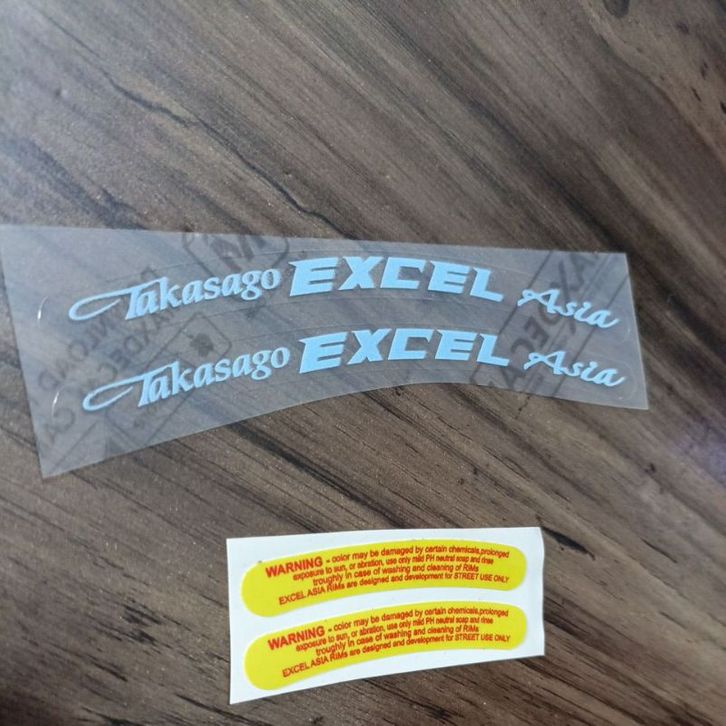 Takasago EXCEL Asia
Takasago EXCEL Asia
WARNING - color may be damaged by certain chemicals,prolonged
exposure to sun, or abration, use only mild PH neutral soap and rinse
troughly in case of washing and cleaning of RIMs
EXCEL ASIA RIMs are designed and development for STREET USE ONLY
WARNING - color may be damaged by certain chemicals,prolonged
exposure to sun, or abration, use only mild PH neutral soap and rinse
troughly in case of washing and cleaning of RIMs
EXCEL ASIA RIMs are designed and development for STREET USE ONLY